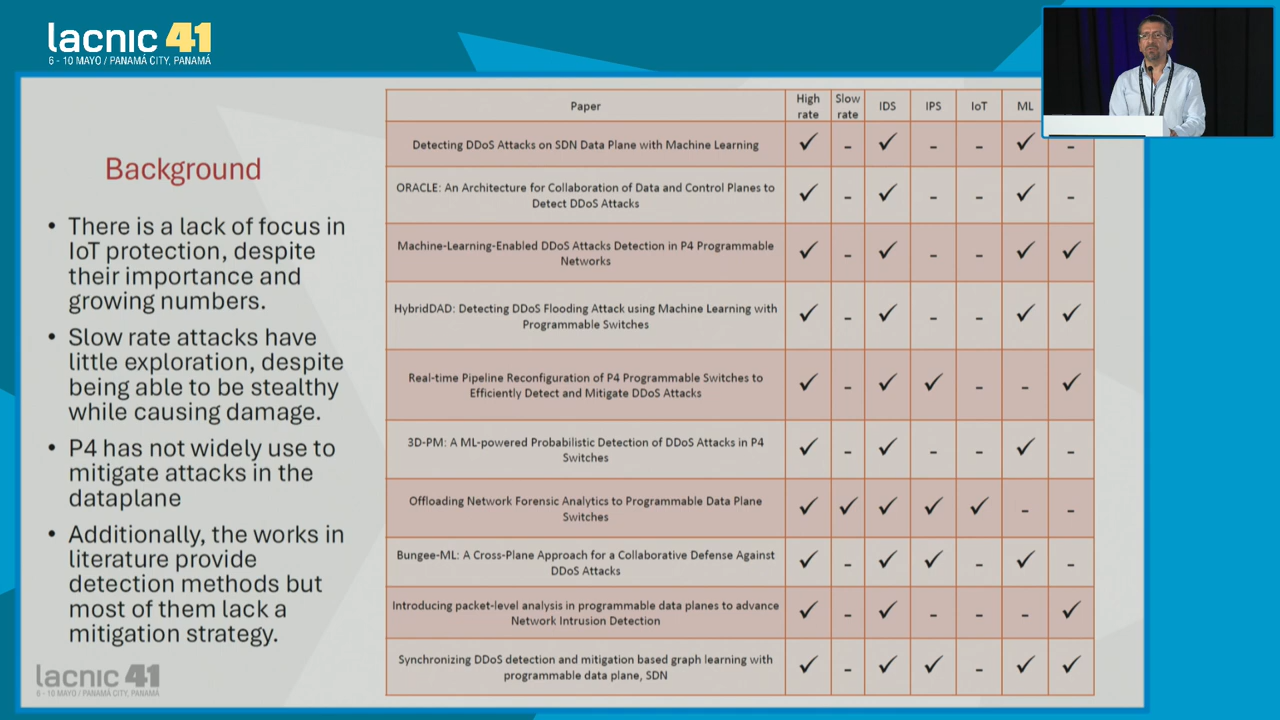 lacnic 41
6 - 10 MAYO / PANAMÁ CITY, PANAMÁ
Background
• There is a lack of focus in
IoT protection, despite
their importance and
growing numbers.
• Slow rate attacks have
little exploration, despite
being able to be stealthy
while causing damage.
• P4 has not widely use to
mitigate attacks in the
dataplane
• Additionally, the works in
literature provide
detection methods but
most of them lack a
mitigation strategy.
Paper High rate Slow rate IDS IPS IoT ML
Detecting DDoS Attacks on SDN Data Plane with Machine Learning ✓ - ✓ - - ✓ -
ORACLE: An Architecture for Collaboration of Data and Control Planes to
Detect DDoS Attacks ✓ - ✓ - - ✓ -
Machine-Learning-Enabled DDoS Attacks Detection in P4 Programmable
Networks ✓ - ✓ - - ✓ ✓
HybridDAD: Detecting DDoS Flooding Attack using Machine Learning with
Programmable Switches ✓ - ✓ - - ✓ ✓
Real-time Pipeline Reconfiguration of P4 Programmable Switches to
Efficiently Detect and Mitigate DDoS Attacks ✓ - ✓ ✓ - - ✓
3D-PM: A ML-powered Probabilistic Detection of DDoS Attacks in P4
Switches ✓ - ✓ - - ✓ -
Offloading Network Forensic Analytics to Programmable Data Plane
Switches ✓ ✓ ✓ ✓ ✓ - -
Bungee-ML: A Cross-Plane Approach for a Collaborative Defense Against
DDoS Attacks ✓ - ✓ ✓ - ✓ -
Introducing packet-level analysis in programmable data planes to advance
Network Intrusion Detection ✓ - ✓ - - - ✓
Synchronizing DDoS detection and mitigation based graph learning with
programmable data plane, SDN ✓ - ✓ ✓ - ✓ ✓
lacnic 41
6 - 10 MAYO / PANAMÁ CITY, PANAMÁ